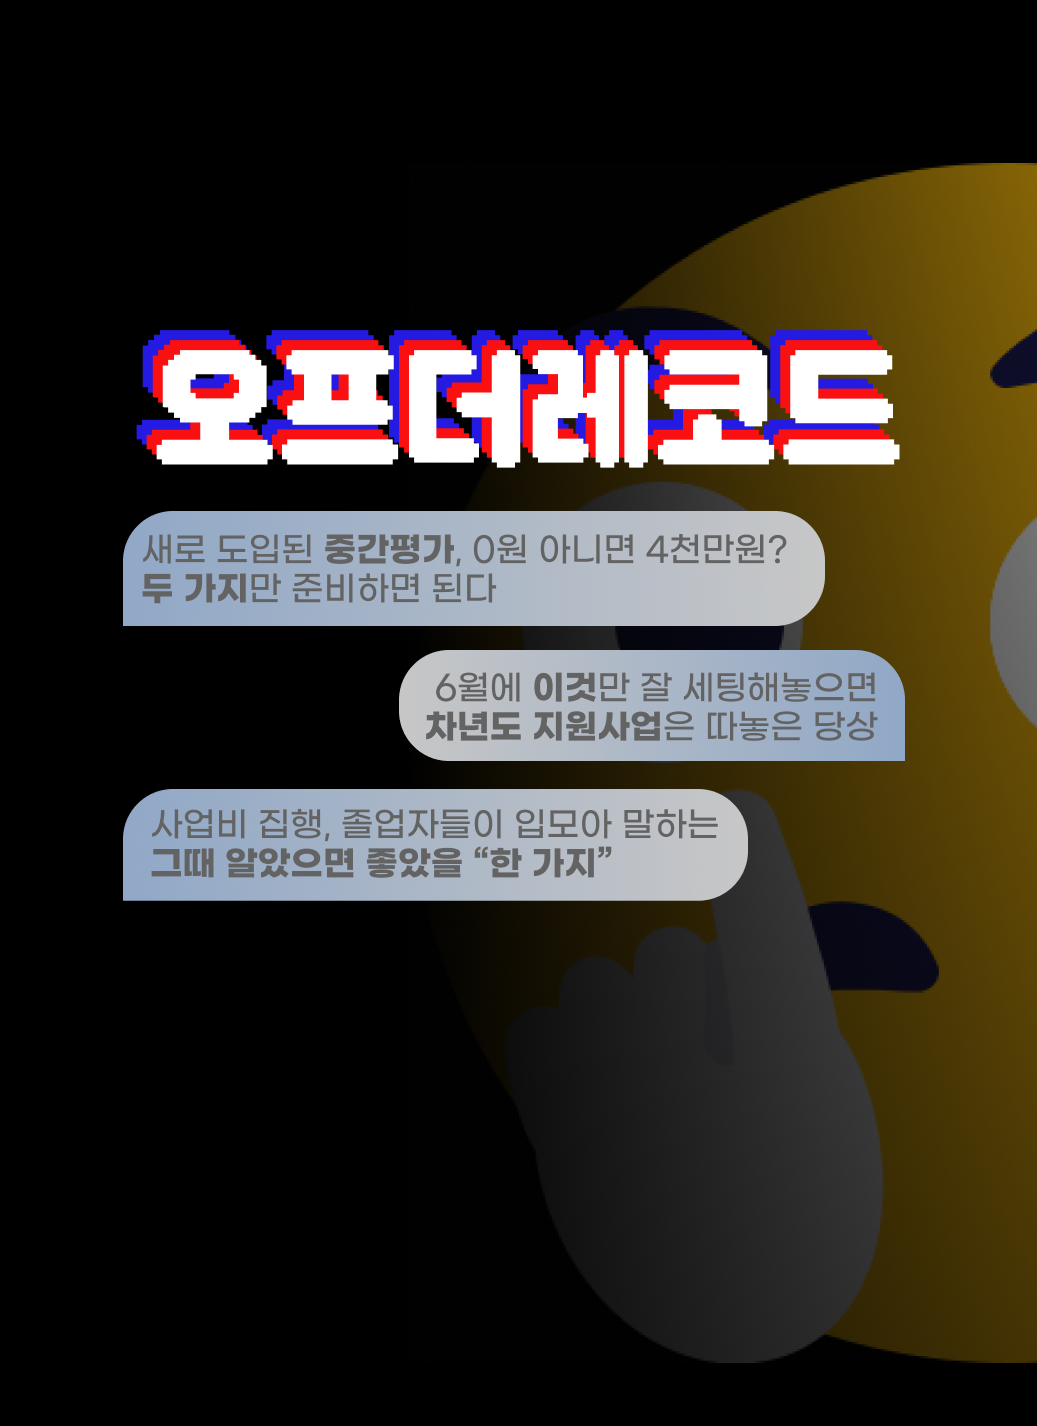 오프더레코드
새로 도입된 중간평가, 0원 아니면 4천만원?
두 가지만 준비하면 된다
6월에 이것만 잘 세팅해놓으면
차년도 지원사업은 따놓은 당상
사업비 집행, 졸업자들이 입모아 말하는
그때 알았으면 좋았을 “한 가지”